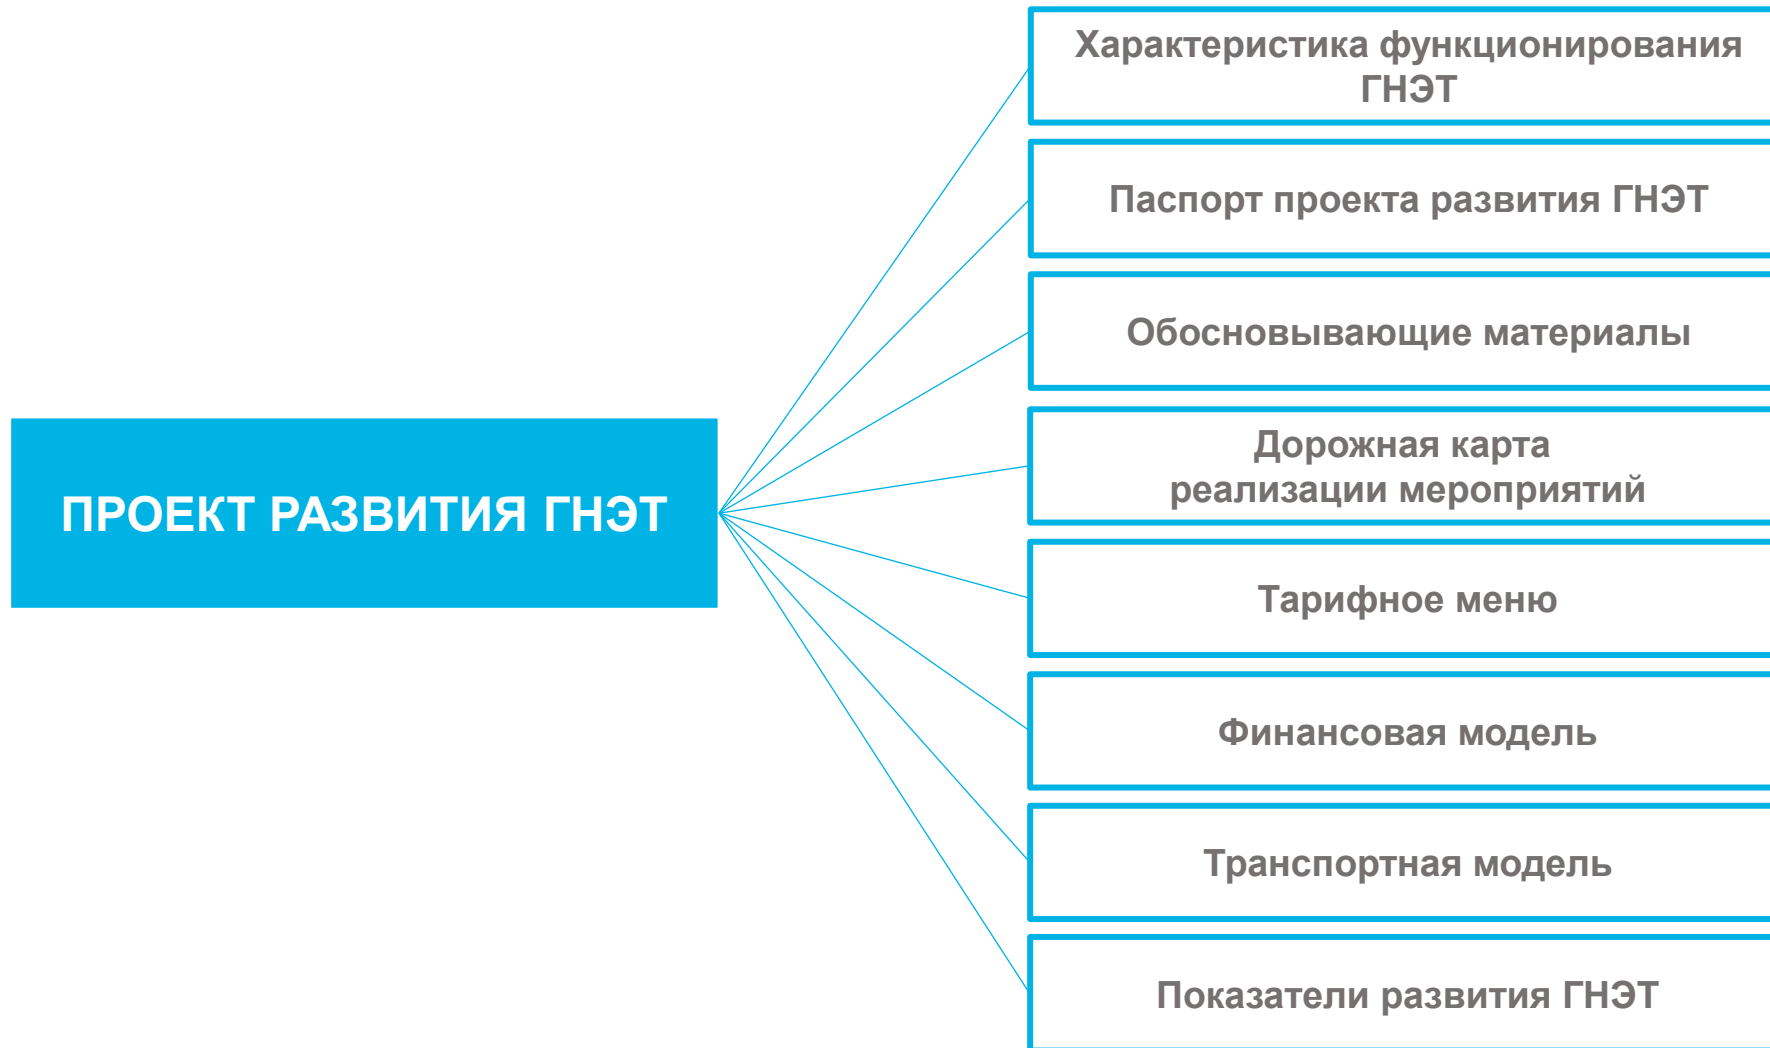 Характеристика функционирования
ГНЭТ
Паспорт проекта развития ГНЭТ
Обосновывающие материалы
Дорожная карта
реализации мероприятий
ПРОЕКТ РАЗВИТИЯ ГНЭТ
Тарифное меню
Финансовая модель
Транспортная модель
Показатели развития ГНЭТ